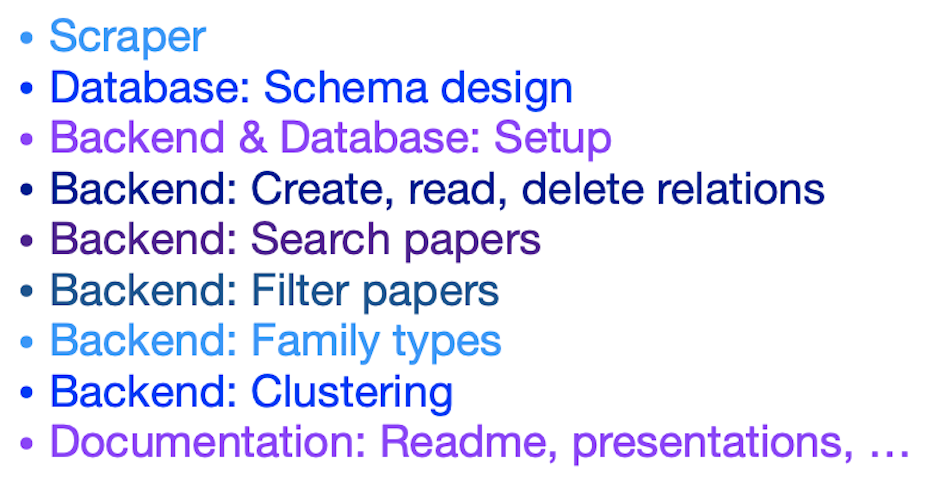 • Scraper
• Database: Schema design
• Backend & Database: Setup
• Backend: Create, read, delete relations
• Backend: Search papers
• Backend: Filter papers
• Backend: Family types
• Backend: Clustering
• Documentation: Readme, presentations, …